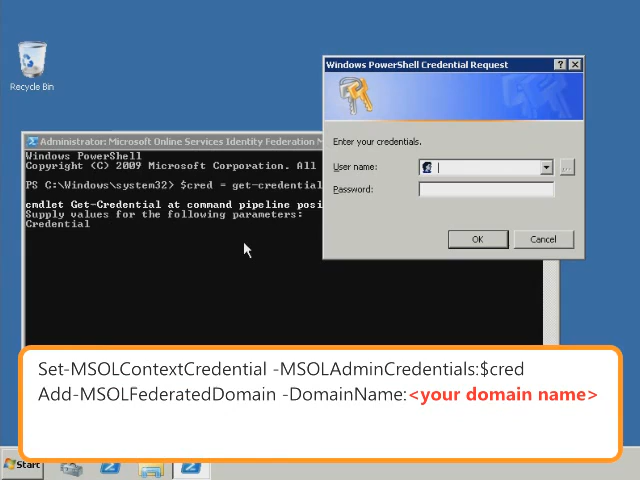 Recycle Bin
Windows PowerShell Credential Request
Enter your credentials.
User name:
Password:
OK
Cancel
Administrator: Microsoft Online Services Identity Federation M
Windows PowerShell
Copyright (C) 2009 Microsoft Corporation. All
PS C:\Windows\system32> $cred = get-credential
cmdlet Get-Credential at command pipeline posi
Supply values for the following parameters:
Credential
Set-MSOLContextCredential -MSOLAdminCredentials:$cred
Add-MSOLFederatedDomain -DomainName:<your domain name>
Start